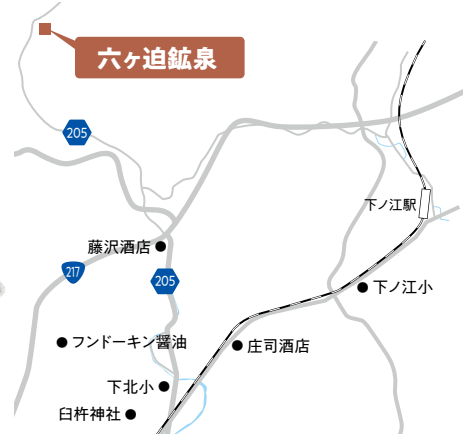 六ヶ迫鉱泉
205
下ノ江駅
藤沢酒店
217
205
下ノ江小
フンドーキン醤油
庄司酒店
下北小
臼杵神社